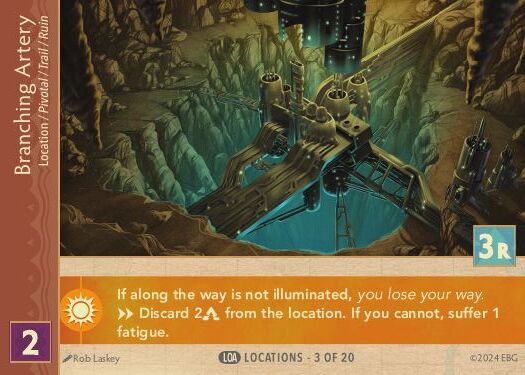 Branching Artery
Location / Pivotal / Trail / Ruin
3R
If along the way is not illuminated, you lose your way.
Discard 2 from the location. If you cannot, suffer 1
fatigue.
2
Rob Laskey
LOA LOCATIONS - 3 OF 20
©2024 EBG